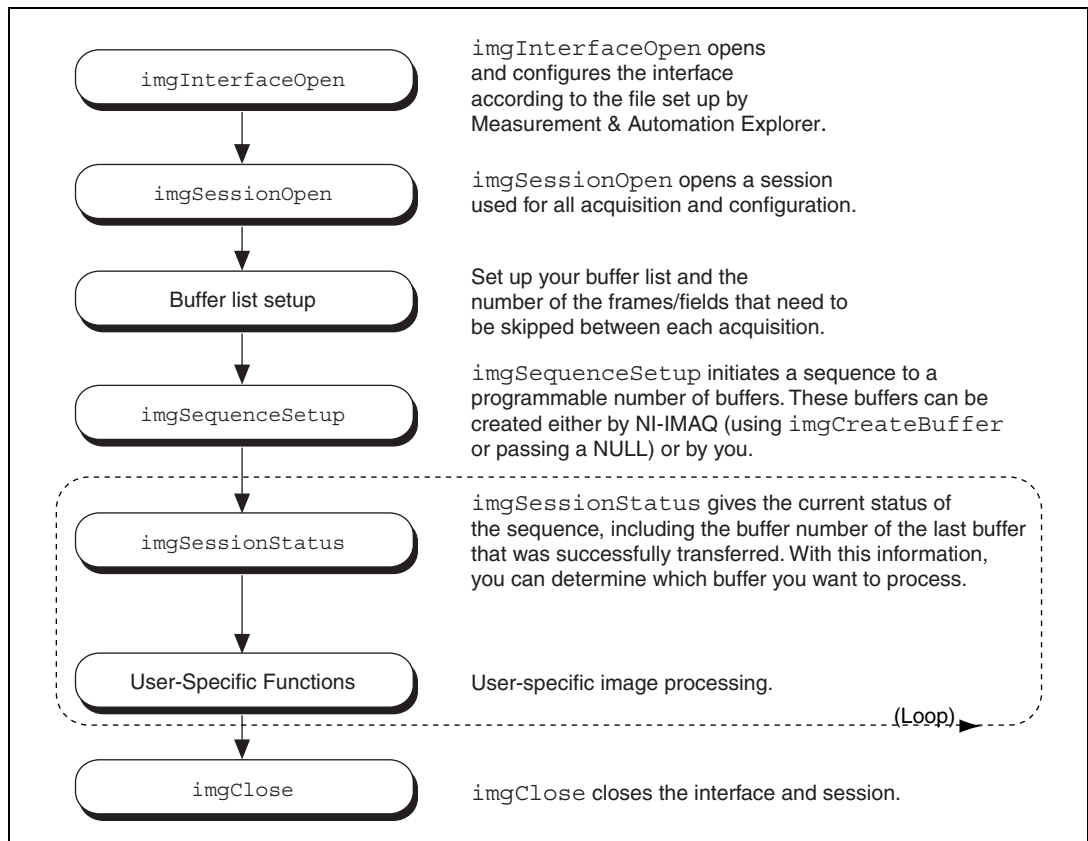 imgInterfaceOpen
imgInterfaceOpen opens
and configures the interface
according to the file set up by
Measurement & Automation Explorer.
imgSessionOpen
imgSessionOpen opens a session
used for all acquisition and configuration.
Buffer list setup
Set up your buffer list and the
number of the frames/fields that need to
be skipped between each acquisition.
imgSequenceSetup
imgSequenceSetup initiates a sequence to a
programmable number of buffers. These buffers can be
created either by NI-IMAQ (using imgCreateBuffer
or passing a NULL) or by you.
imgSessionStatus
imgSessionStatus gives the current status of
the sequence, including the buffer number of the last buffer
that was successfully transferred. With this information,
you can determine which buffer you want to process.
User-Specific Functions
User-specific image processing.
(Loop)
imgClose
imgClose closes the interface and session.